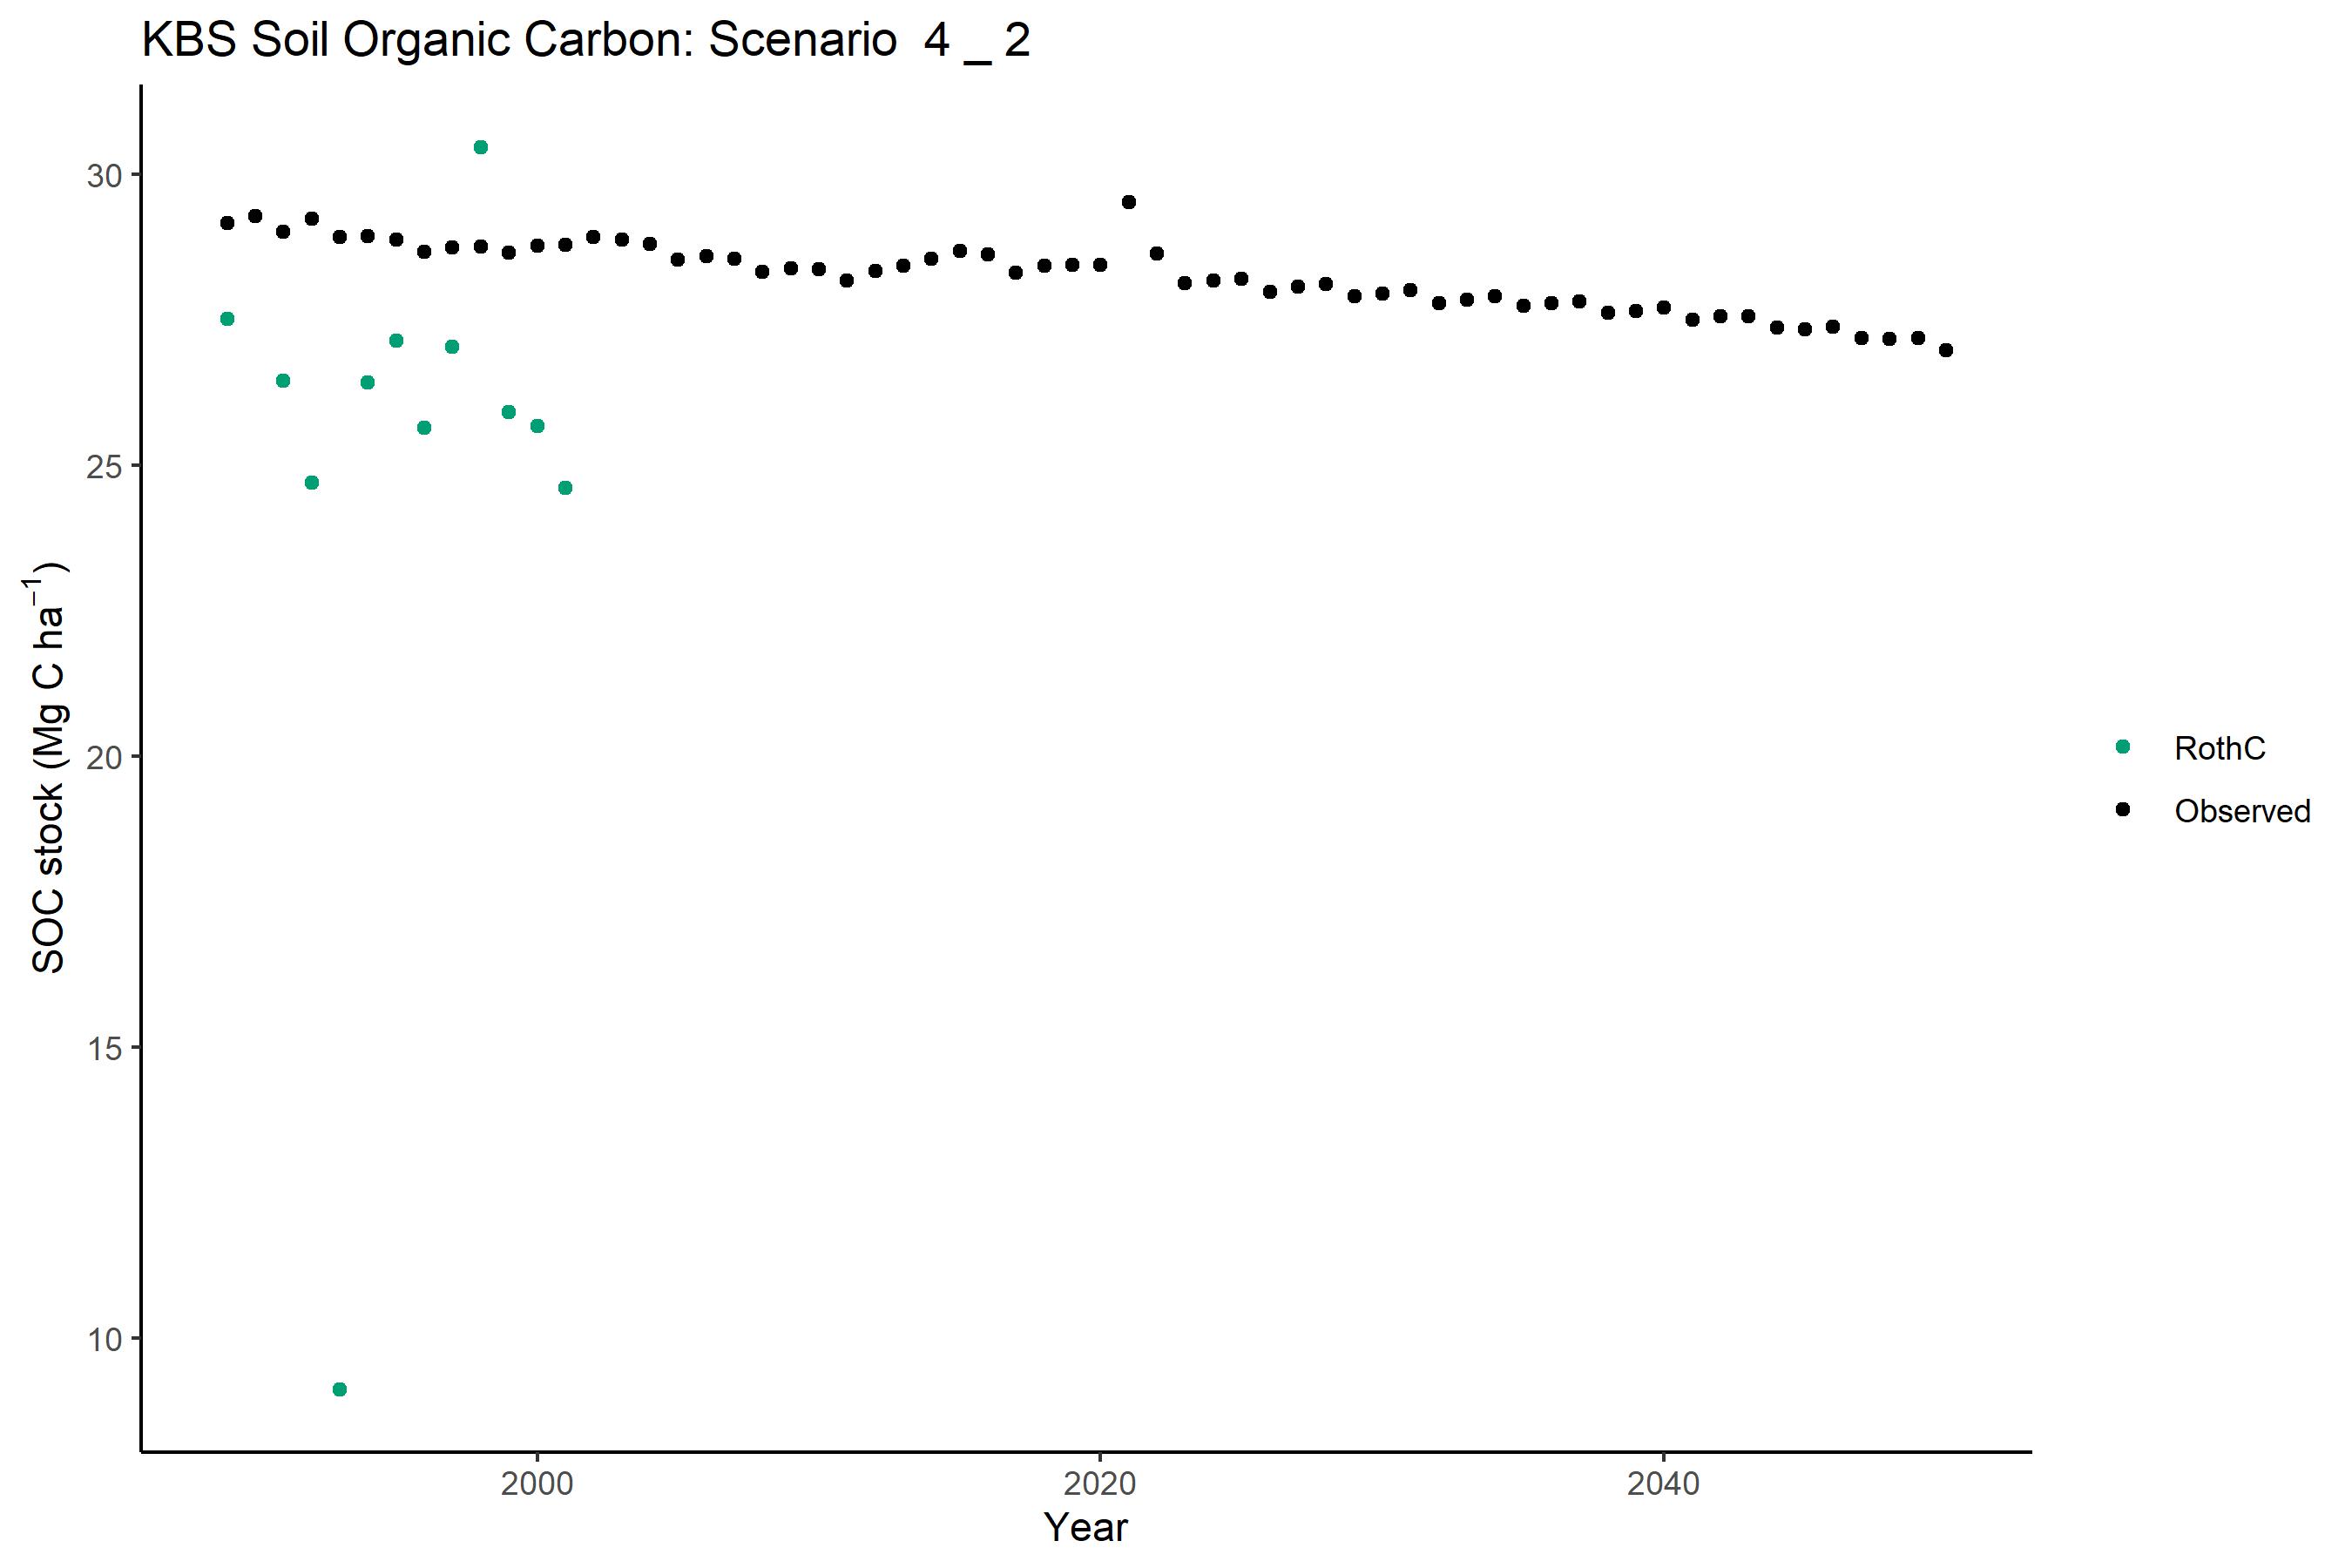 KBS Soil Organic Carbon: Scenario  4 _ 2
30
25
20
15
10
SOC stock (Mg C ha⁻¹)
2000
2020
2040
Year
RothC
Observed